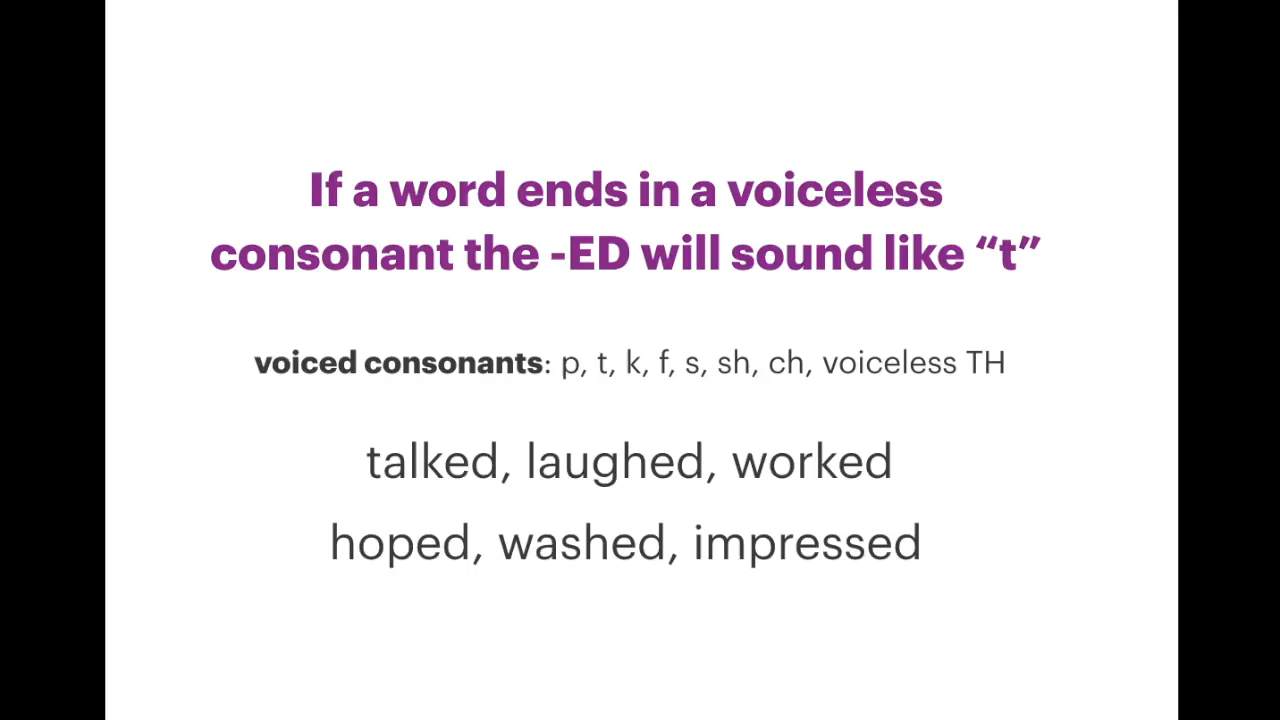 If a word ends in a voiceless
consonant the -ED will sound like “t”
voiced consonants: p, t, k, f, s, sh, ch, voiceless TH
talked, laughed, worked
hoped, washed, impressed